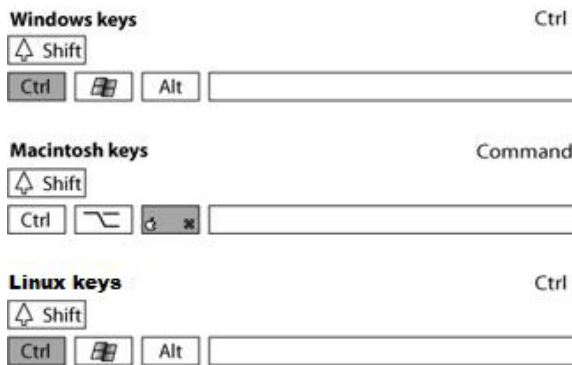 Windows keys Ctrl
Shift
Ctrl Alt
Macintosh keys Command
Shift
Ctrl
Linux keys Ctrl
Shift
Ctrl Alt